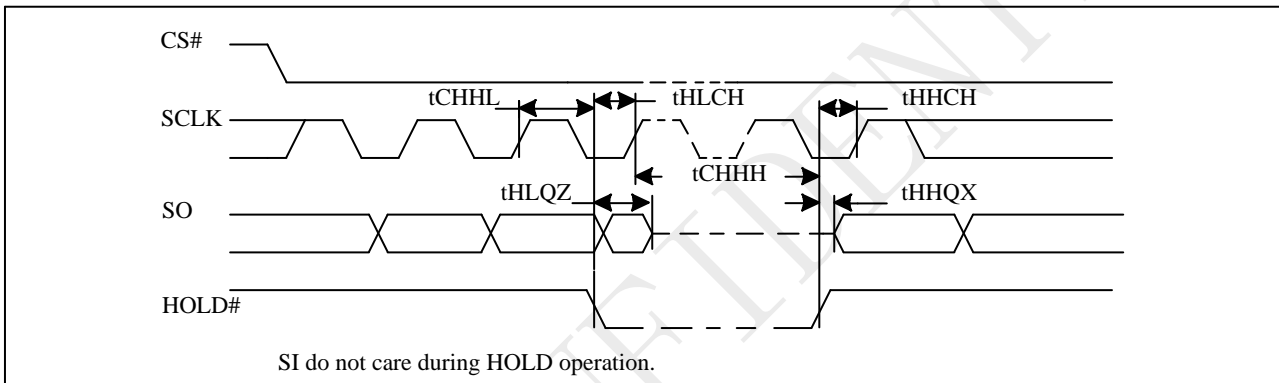 CS#
tCHHL
tHLCH
tHHCH
SCLK
tCHHH
tHLQZ
tHHQX
SO
HOLD#
SI do not care during HOLD operation.